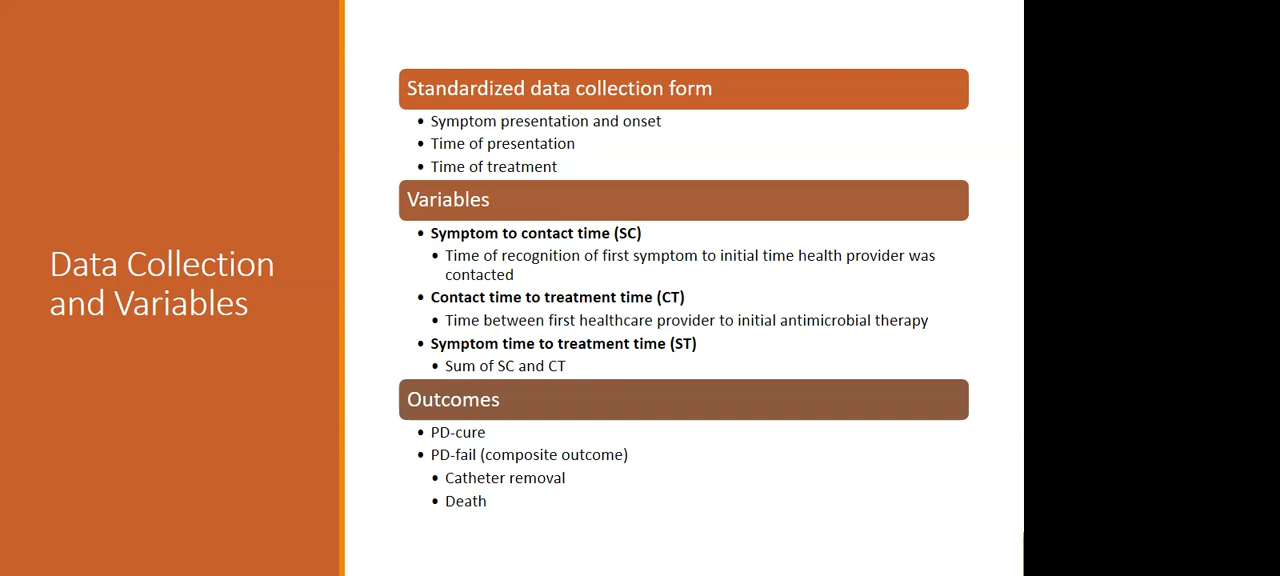 Data Collection
and Variables
Standardized data collection form
• Symptom presentation and onset
• Time of presentation
• Time of treatment
Variables
• Symptom to contact time (SC)
• Time of recognition of first symptom to initial time health provider was
contacted
• Contact time to treatment time (CT)
• Time between first healthcare provider to initial antimicrobial therapy
• Symptom time to treatment time (ST)
• Sum of SC and CT
Outcomes
• PD-cure
• PD-fail (composite outcome)
• Catheter removal
• Death